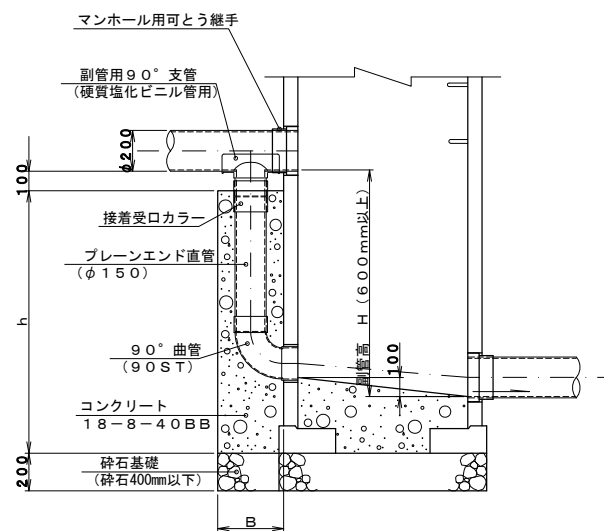 マンホール用可とう継手
副管用90°支管
(硬質塩化ビニル管用)
φ200
100
接着受口カラー
プレーンエンド直管
(φ150)
副管高 H(600mm以上)
h
100
90°曲管
(90ST)
コンクリート
18-8-40BB
砕石基礎
(砕石400mm以下)
200
B